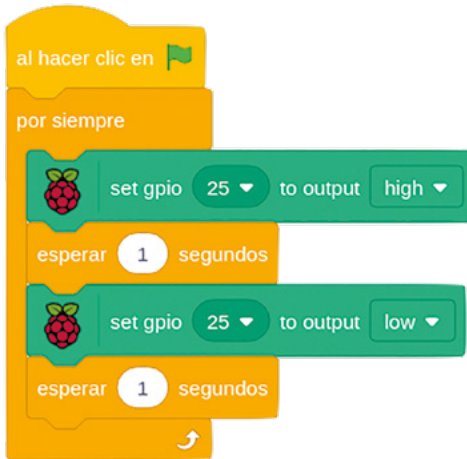 al hacer clic en
por siempre
set gpio 25 to output high
esperar 1 segundos
set gpio 25 to output low
esperar 1 segundos